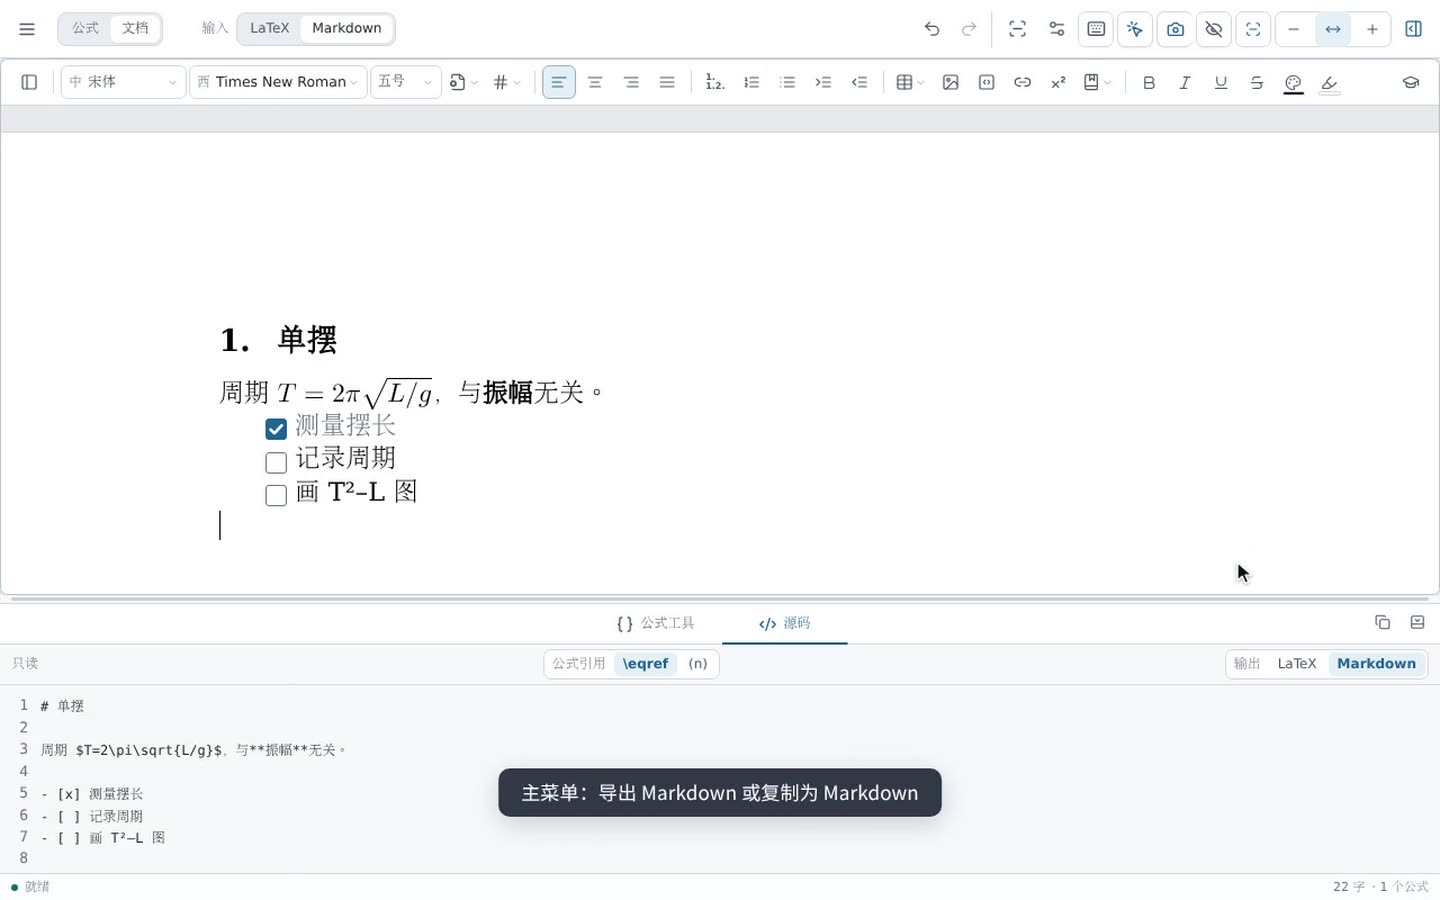 公式 文档 输入 LaTeX Markdown
中 宋体 西 Times New Roman 五号 B I U S
1. 单摆
周期 T = 2π√L/g，与振幅无关。
测量摆长
记录周期
画 T²–L 图
{} 公式工具 </> 源码
只读 公式引用 \eqref (n) 输出 LaTeX Markdown
1 # 单摆
2
3 周期 $T=2\pi\sqrt{L/g}$，与**振幅**无关。
4
5 - [x] 测量摆长
6 - [ ] 记录周期
7 - [ ] 画 T²–L 图
8
主菜单：导出 Markdown 或复制为 Markdown
就绪 22 字 · 1 个公式